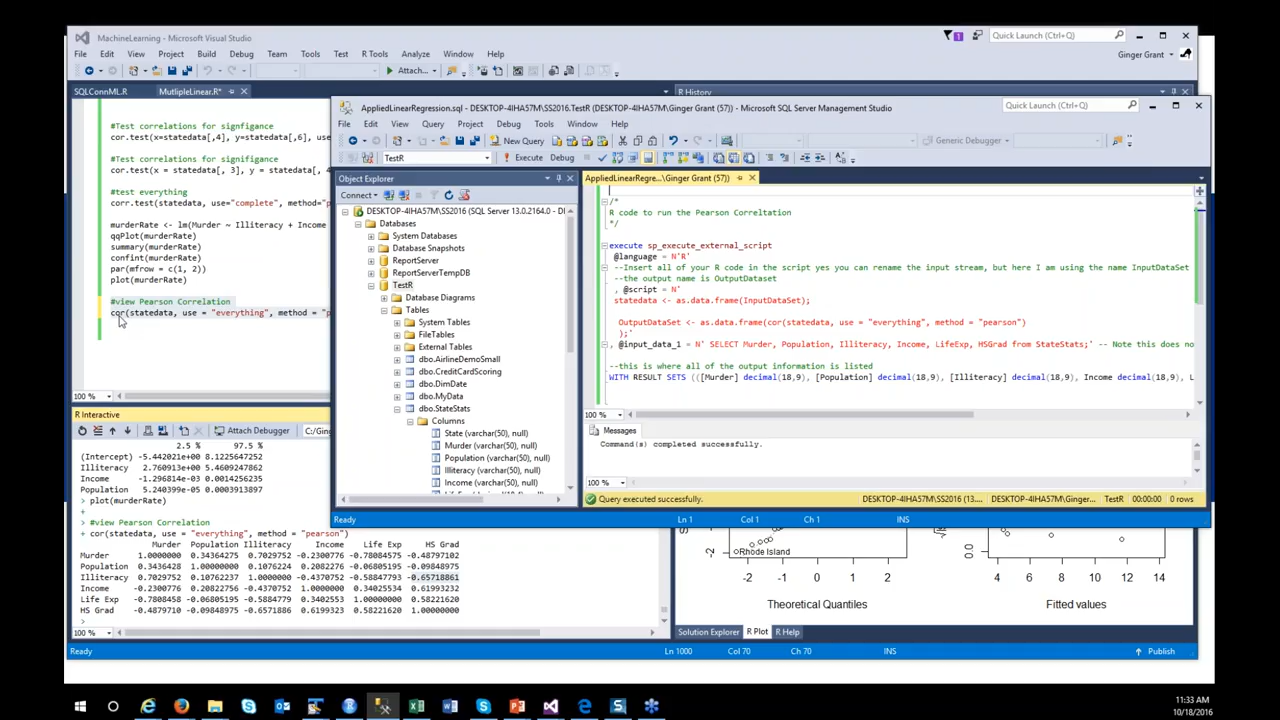 MachineLearning - Microsoft Visual Studio
1
Quick Launch (Ctrl+Q)
File Edit View Project Build Debug Team Tools Test R Tools Analyze Window Help
Ginger Grant
Attach...
SQLConnML.R
MutlipleLinear.R*
R History
#Test correlations for signfigance
cor.test(x=statedata[,4], y=statedata[,6], use
#Test correlations for signfigance
cor.test(x = statedata[, 3], y = statedata[, 4
#test everything
corr.test(statedata, use="complete", method="p
murderRate <- lm(Murder ~ Illiteracy + Income
qqPlot(murderRate)
summary(murderRate)
confint(murderRate)
par(mfrow = c(1, 2))
plot(murderRate)
#view Pearson Correlation
cor(statedata, use = "everything", method = "p
100 %
AppliedLinearRegression.sql - DESKTOP-4IHA57M\SS2016.TestR (DESKTOP-4IHA57M\Ginger Grant (57)) - Microsoft SQL Server Management Studio
Quick Launch (Ctrl+Q)
File Edit View Query Project Debug Tools Window Help
New Query
Generic Debugger
TestR
Execute
Debug
Object Explorer
Connect
DESKTOP-4IHA57M\SS2016 (SQL Server 13.0.2164.0 - DE
Databases
System Databases
Database Snapshots
ReportServer
ReportServerTempDB
TestR
Database Diagrams
Tables
System Tables
FileTables
External Tables
dbo.AirlineDemoSmall
dbo.CreditCardScoring
dbo.DimDate
dbo.MyData
dbo.StateStats
Columns
State (varchar(50), null)
Murder (varchar(50), null)
Population (varchar(50), null)
Illiteracy (varchar(50), null)
Income (varchar(50), null)
AppliedLinearRegre...\Ginger Grant (57))
/*
R code to run the Pearson Correltation
*/
execute sp_execute_external_script
@language = N'R'
--Insert all of your R code in the script yes you can rename the input stream, but here I am using the name InputDataSet
--the output name is OutputDataset
, @script = N'
statedata <- as.data.frame(InputDataSet);
OutputDataSet <- as.data.frame(cor(statedata, use = "everything", method = "pearson")
);'
, @input_data_1 = N' SELECT Murder, Population, Illiteracy, Income, LifeExp, HSGrad from StateStats;' -- Note this does no
--this is where all of the output information is listed
WITH RESULT SETS (([Murder] decimal(18,9), [Population] decimal(18,9), [Illiteracy] decimal(18,9), Income decimal(18,9), L
100 %
Messages
Command(s) completed successfully.
100 %
Query executed successfully.
DESKTOP-4IHA57M\SS2016 (13....
DESKTOP-4IHA57M\Ginger...
TestR
00:00:00
0 rows
Ready
Ln 1
Col 1
Ch 1
INS
R Interactive
Attach Debugger
2.5 % 97.5 %
(Intercept) -5.442021e+00 8.1225647252
Illiteracy 2.760913e+00 5.4609247862
Income -1.296814e-03 0.0014256235
Population 5.240399e-05 0.0003913897
> plot(murderRate)
+
> #view Pearson Correlation
+ cor(statedata, use = "everything", method = "pearson")
Murder Population Illiteracy Income Life Exp HS Grad
Murder 1.0000000 0.34364275 0.7029752 -0.2300776 -0.78084575 -0.48797102
Population 0.3436428 1.00000000 0.1076224 0.2082276 -0.06805195 -0.09848975
Illiteracy 0.7029752 0.10762237 1.0000000 -0.4370752 -0.58847793 -0.65718861
Income -0.2300776 0.20822756 -0.4370752 1.0000000 0.34025534 0.61993232
Life Exp -0.7808458 -0.06805195 -0.5884779 0.3402553 1.00000000 0.58221620
HS Grad -0.4879710 -0.09848975 -0.6571886 0.6199323 0.58221620 1.00000000
>
100 %
-2
Rhode Island
-2 -1 0 1 2
Theoretical Quantiles
0.0
4 6 8 10 12 14
Fitted values
Solution Explorer
R Plot
R Help
Ready
Ln 1000
Col 70
Ch 70
INS
Publish
11:33 AM
10/18/2016